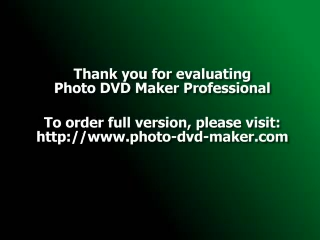 Thank you for evaluating
Photo DVD Maker Professional
To order full version, please visit:
http://www.photo-dvd-maker.com